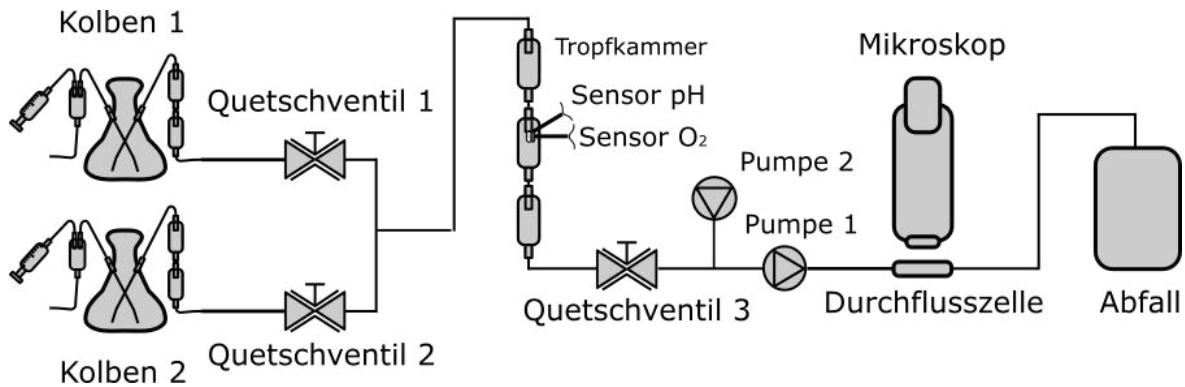 Kolben 1
Quetschventil 1
Tropfkammer
Sensor pH
Sensor O₂
Mikroskop
Pumpe 2
Pumpe 1
Quetschventil 3
Durchflusszelle
Abfall
Quetschventil 2
Kolben 2